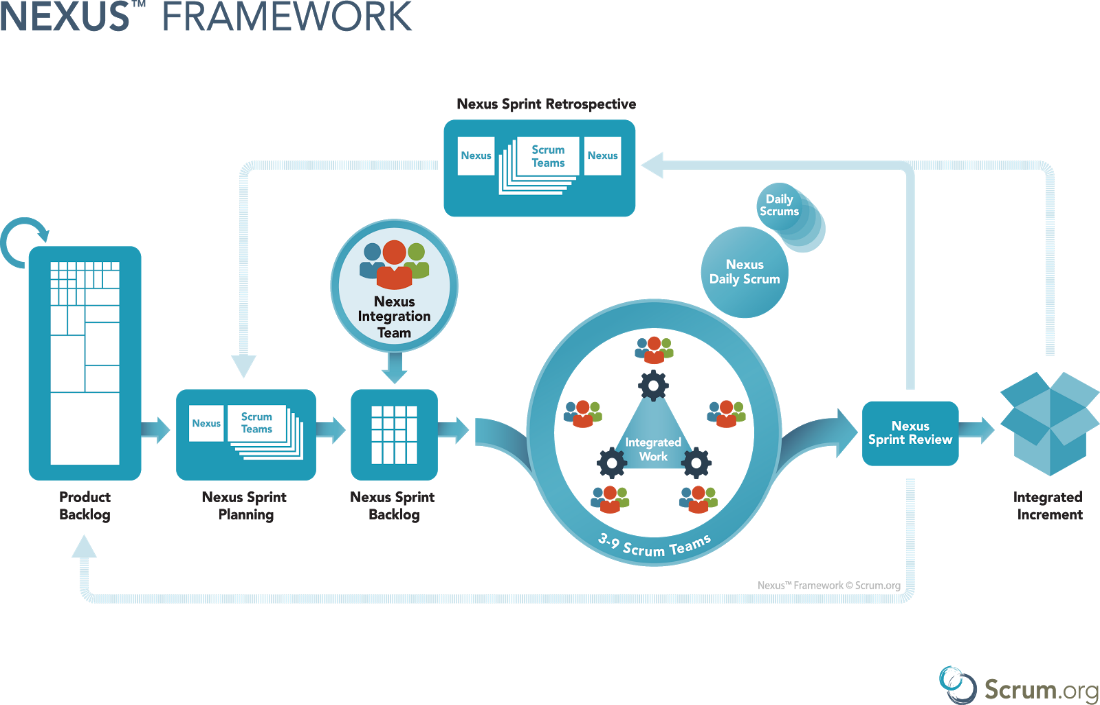 NEXUS™ FRAMEWORK
Nexus Sprint Retrospective
Nexus
Scrum
Teams
Nexus
Daily
Scrums
Nexus
Daily Scrum
Nexus
Integration
Team
Nexus
Scrum
Teams
Integrated
Work
Nexus
Sprint Review
Product
Backlog
Nexus Sprint
Planning
Nexus Sprint
Backlog
3-9 Scrum Teams
Integrated
Increment
Nexus™ Framework © Scrum.org
Scrum.org